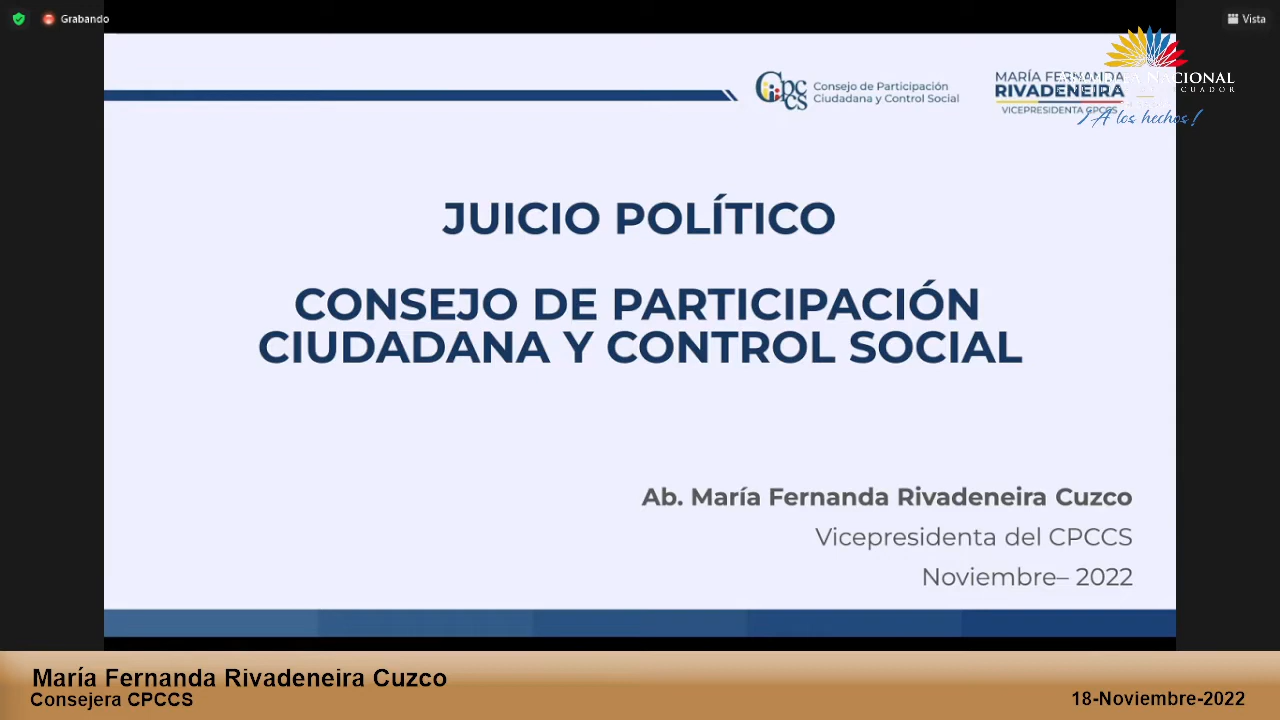 Grabando
Vista
Cpccs
Consejo de Participación
Ciudadana y Control Social
MARÍA FERNANDA
RIVADENEIRA
VICEPRESIDENTA CPCCS
NACIONAL
¡A los hechos!
JUICIO POLÍTICO
CONSEJO DE PARTICIPACIÓN
CIUDADANA Y CONTROL SOCIAL
Ab. María Fernanda Rivadeneira Cuzco
Vicepresidenta del CPCCS
Noviembre– 2022
María Fernanda Rivadeneira Cuzco
Consejera CPCCS
18-Noviembre-2022